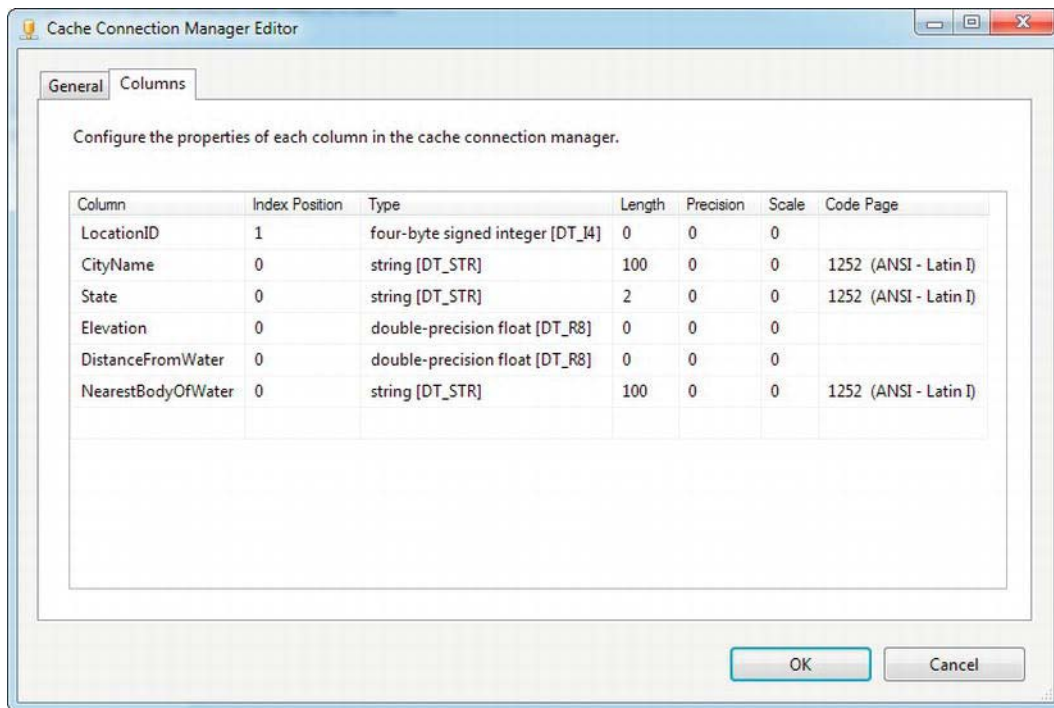 Cache Connection Manager Editor
General Columns
Configure the properties of each column in the cache connection manager.
Column Index Position Type Length Precision Scale Code Page
LocationID 1 four-byte signed integer [DT_I4] 0 0 0
CityName 0 string [DT_STR] 100 0 0 1252 (ANSI - Latin I)
State 0 string [DT_STR] 2 0 0 1252 (ANSI - Latin I)
Elevation 0 double-precision float [DT_R8] 0 0 0
DistanceFromWater 0 double-precision float [DT_R8] 0 0 0
NearestBodyOfWater 0 string [DT_STR] 100 0 0 1252 (ANSI - Latin I)
OK Cancel